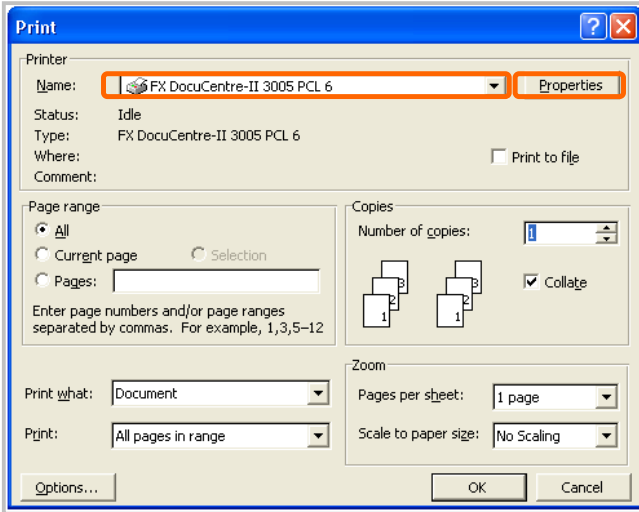 Print
Printer
Name: FX DocuCentre-II 3005 PCL 6 Properties
Status: Idle
Type: FX DocuCentre-II 3005 PCL 6
Where: Print to file
Comment:
Page range
All
Current page Selection
Pages:
Enter page numbers and/or page ranges
separated by commas. For example, 1,3,5–12
Copies
Number of copies: 1
1 2 3 1 2 3 Collate
Print what: Document
Print: All pages in range
Zoom
Pages per sheet: 1 page
Scale to paper size: No Scaling
Options... OK Cancel